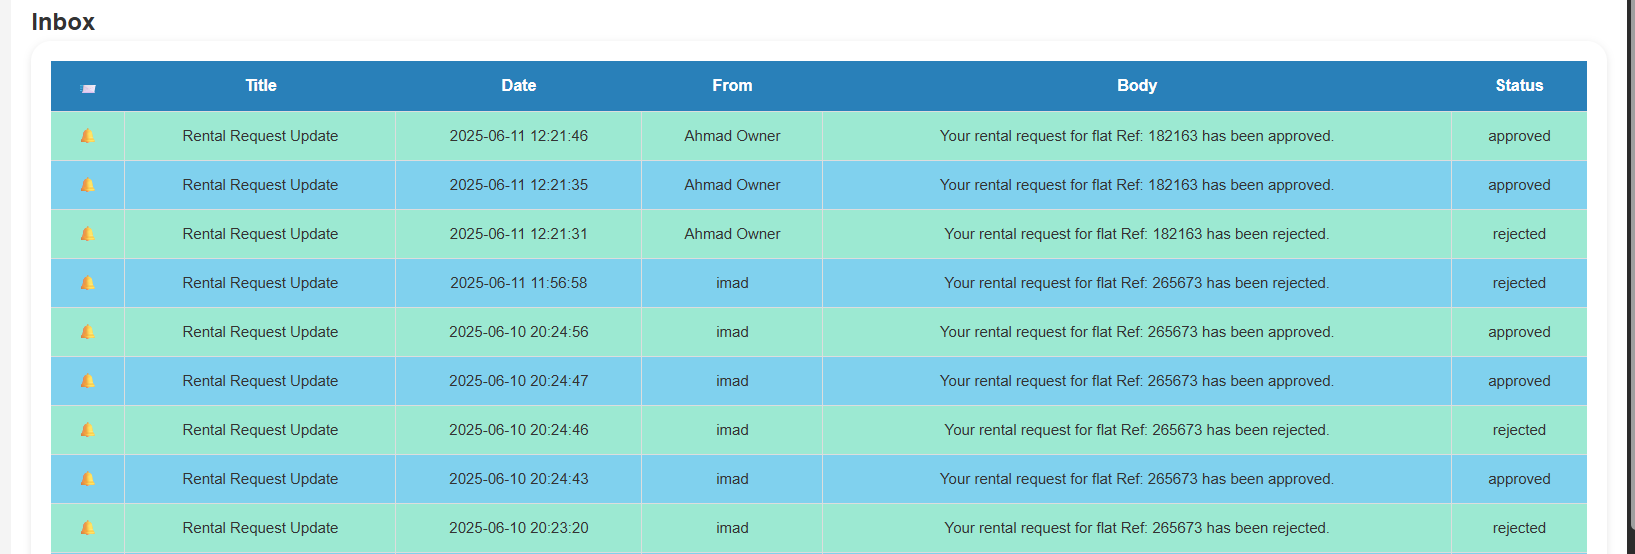 Inbox
Title Date From Body Status
Rental Request Update 2025-06-11 12:21:46 Ahmad Owner Your rental request for flat Ref: 182163 has been approved. approved
Rental Request Update 2025-06-11 12:21:35 Ahmad Owner Your rental request for flat Ref: 182163 has been approved. approved
Rental Request Update 2025-06-11 12:21:31 Ahmad Owner Your rental request for flat Ref: 182163 has been rejected. rejected
Rental Request Update 2025-06-11 11:56:58 imad Your rental request for flat Ref: 265673 has been rejected. rejected
Rental Request Update 2025-06-10 20:24:56 imad Your rental request for flat Ref: 265673 has been approved. approved
Rental Request Update 2025-06-10 20:24:47 imad Your rental request for flat Ref: 265673 has been approved. approved
Rental Request Update 2025-06-10 20:24:46 imad Your rental request for flat Ref: 265673 has been rejected. rejected
Rental Request Update 2025-06-10 20:24:43 imad Your rental request for flat Ref: 265673 has been approved. approved
Rental Request Update 2025-06-10 20:23:20 imad Your rental request for flat Ref: 265673 has been rejected. rejected